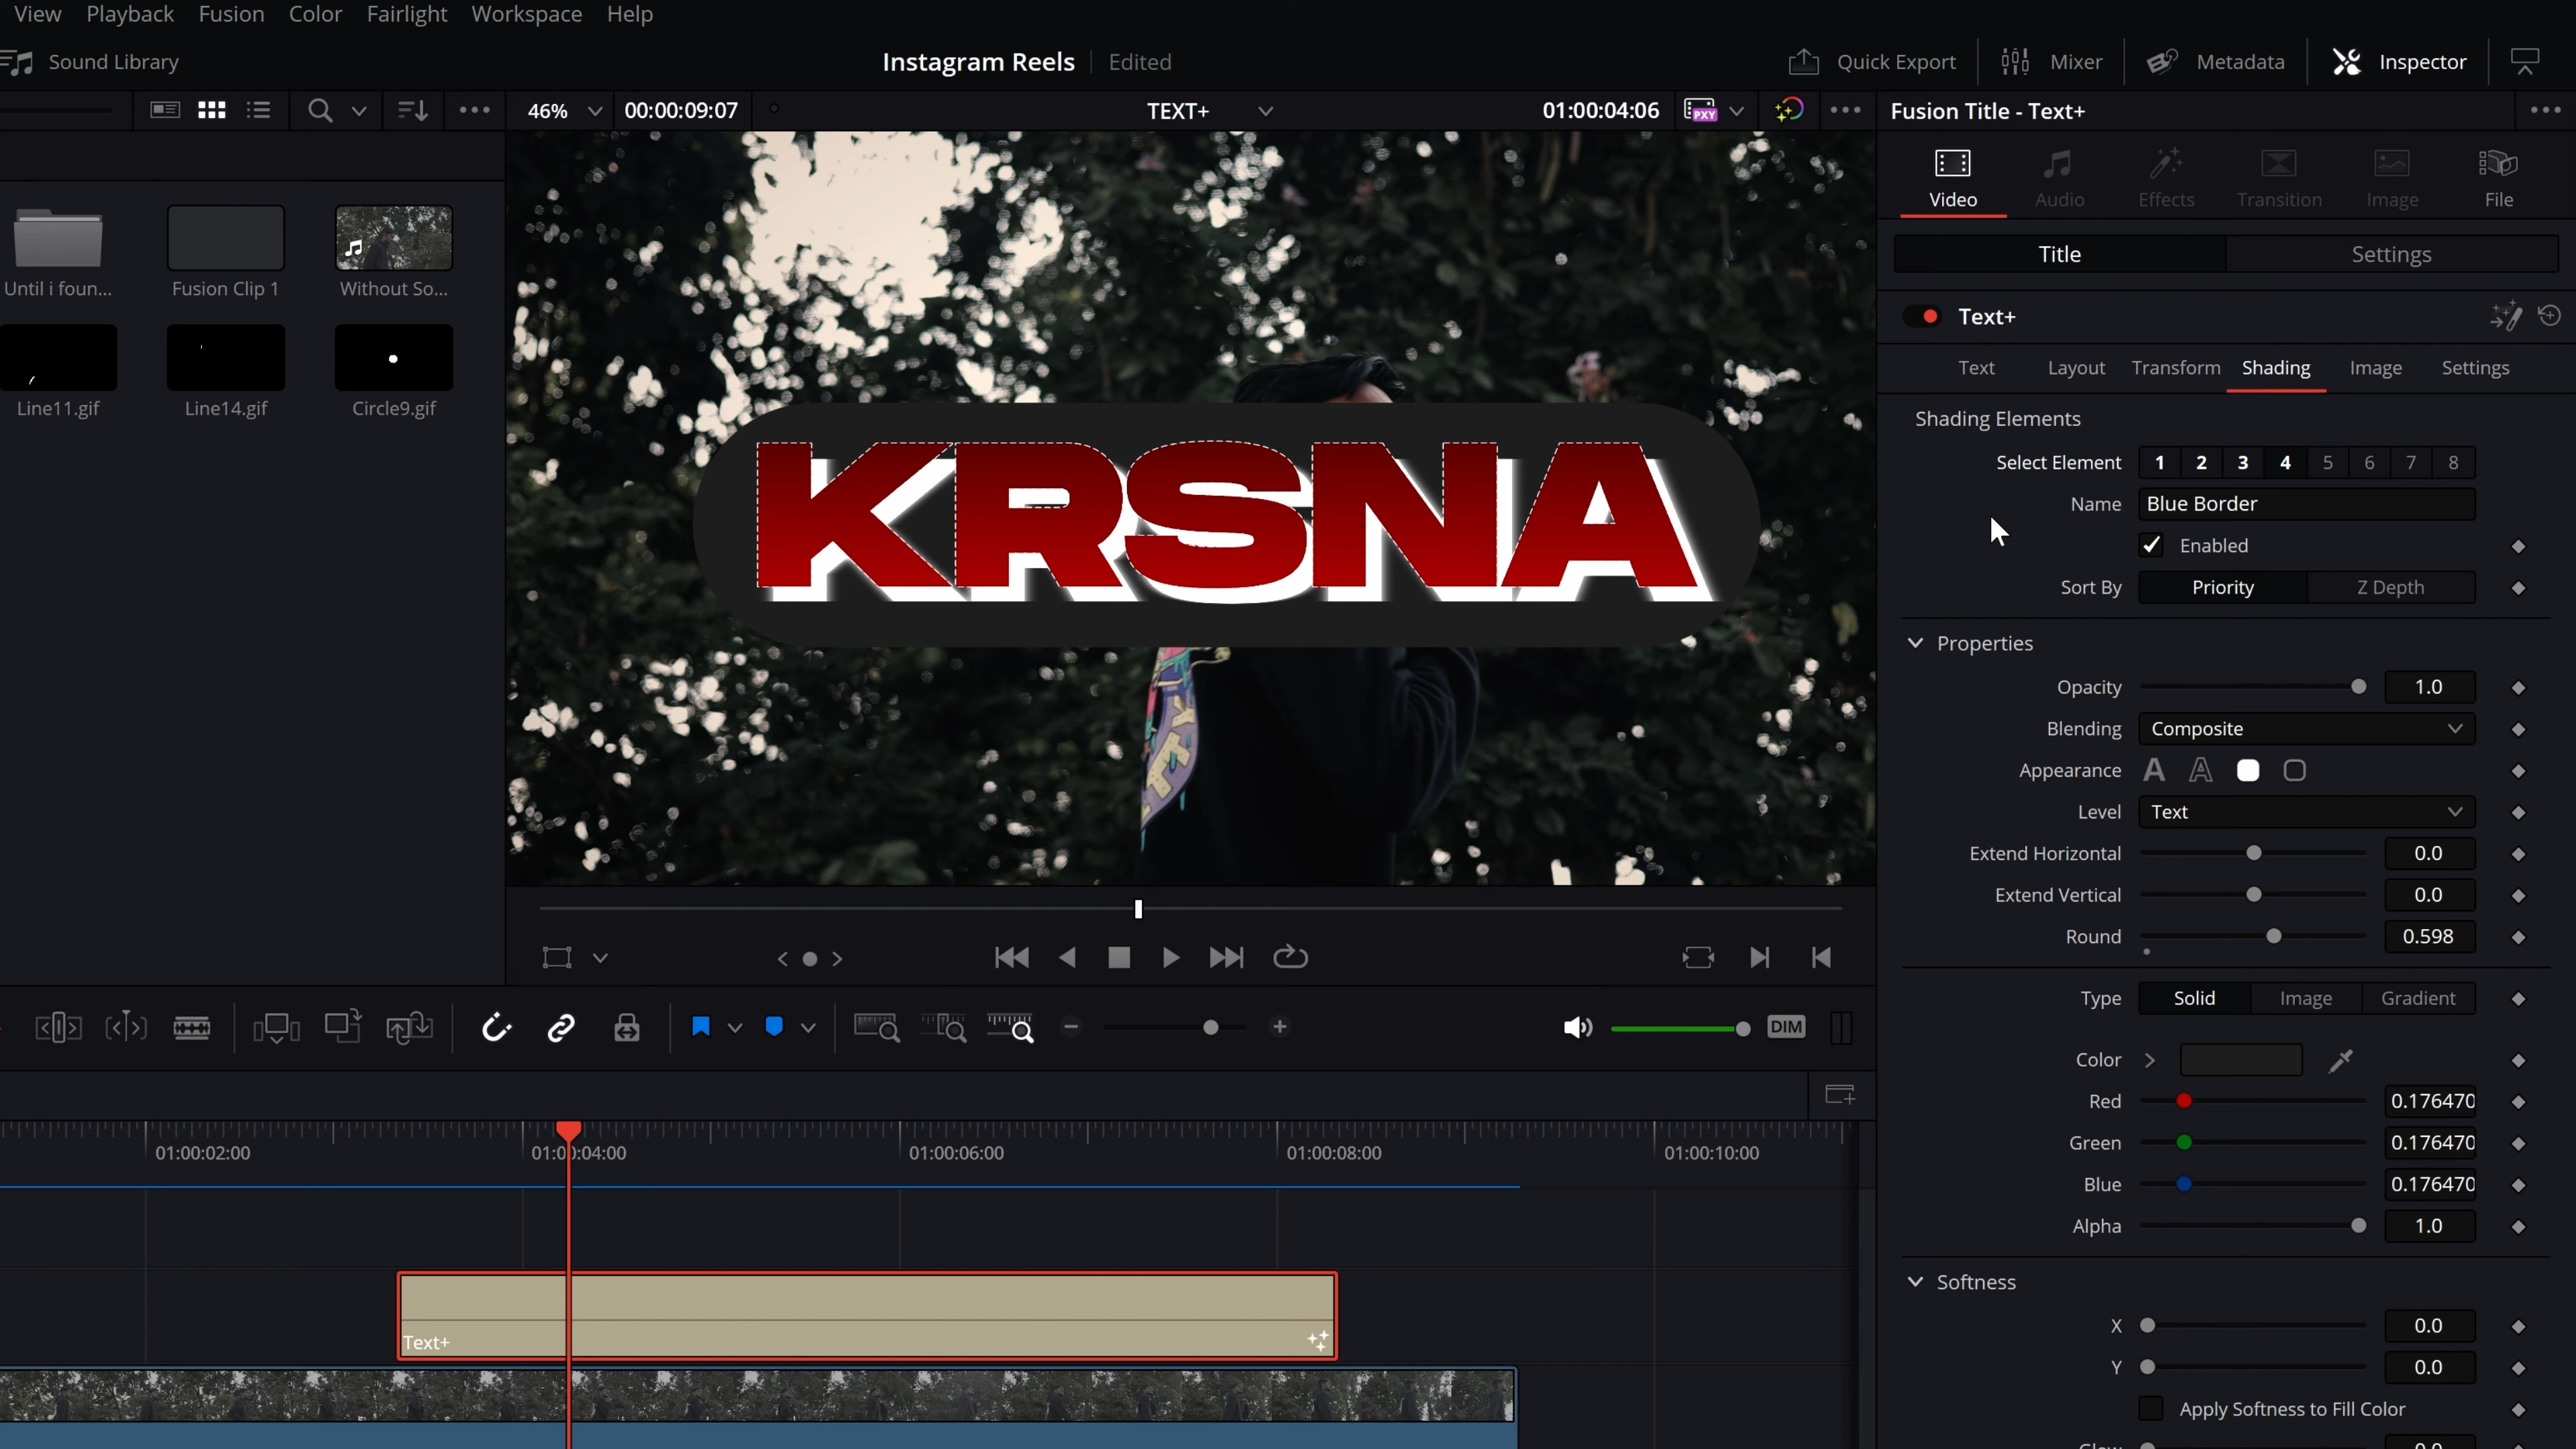 View Playback Fusion Color Fairlight Workspace Help
Sound Library
Instagram Reels Edited
Quick Export Mixer Metadata Inspector
46% 00:00:09:07 TEXT+ 01:00:04:06 PXY
Fusion Title - Text+
Video Audio Effects Transition Image File
Title Settings
Until i foun... Fusion Clip 1 Without So...
Text+
Text Layout Transform Shading Image Settings
Line11.gif Line14.gif Circle9.gif
KRSNA
Shading Elements
Select Element 1 2 3 4 5 6 7 8
Name Blue Border
Enabled
Sort By Priority Z Depth
Properties
Opacity 1.0
Blending Composite
Appearance A A
Level Text
Extend Horizontal 0.0
Extend Vertical 0.0
Round 0.598
Type Solid Image Gradient
DIM
Color
Red 0.176470
Green 0.176470
Blue 0.176470
Alpha 1.0
01:00:02:00 01:00:04:00 01:00:06:00 01:00:08:00 01:00:10:00
Softness
X 0.0
Y 0.0
Text+
Apply Softness to Fill Color